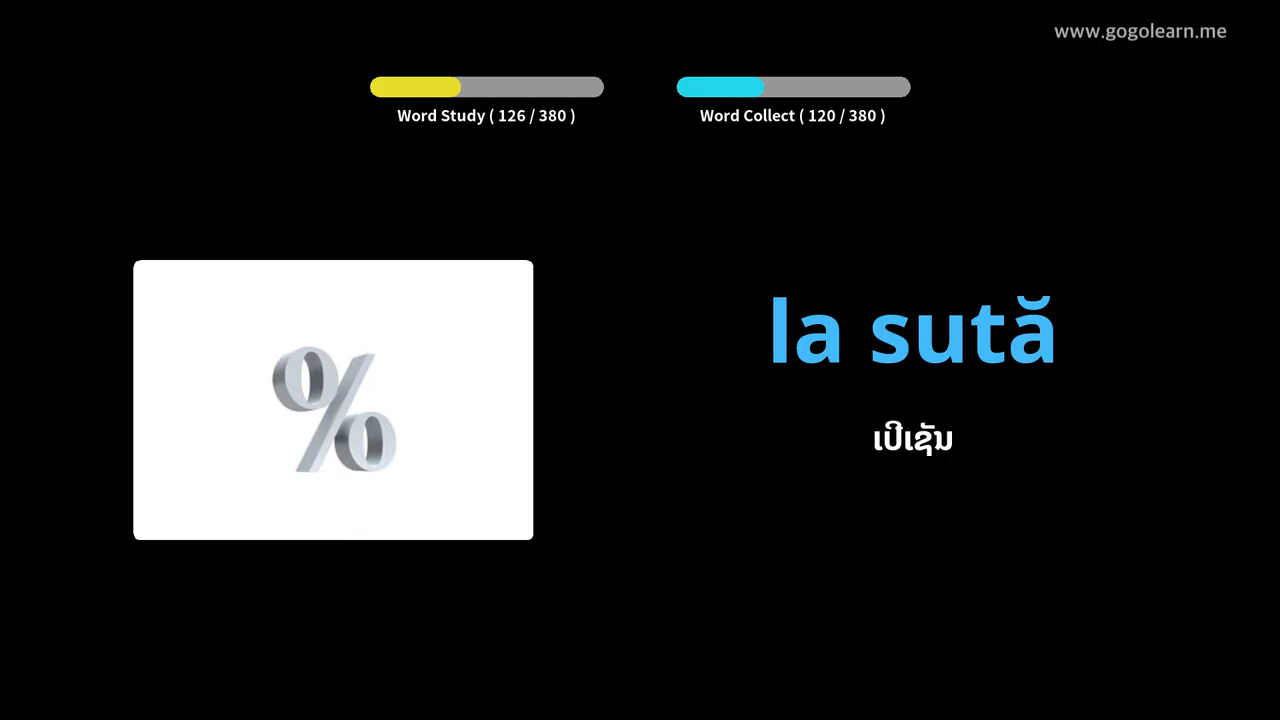 www.gogolearn.me
Word Study ( 126 / 380 )
Word Collect ( 120 / 380 )
%
la sută
ເປີເຊັນ